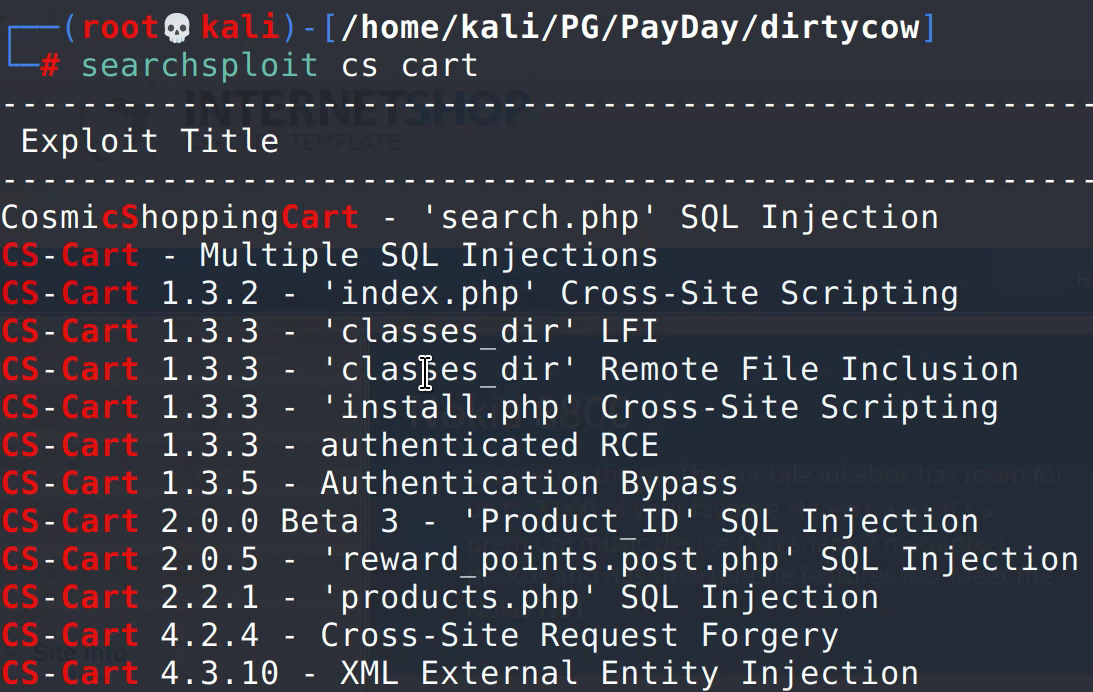 ┌──(root💀kali)-[/home/kali/PG/PayDay/dirtycow]
└─# searchsploit cs cart
-------------------------------------------------------
INTERNETSHOP
 Exploit Title
TEMPLATE
-------------------------------------------------------
CosmicShoppingCart - 'search.php' SQL Injection
CS-Cart - Multiple SQL Injections
CS-Cart 1.3.2 - 'index.php' Cross-Site Scripting
CS-Cart 1.3.3 - 'classes_dir' LFI
CS-Cart 1.3.3 - 'classes_dir' Remote File Inclusion
CS-Cart 1.3.3 - 'install.php' Cross-Site Scripting
CS-Cart 1.3.3 - authenticated RCE
CS-Cart 1.3.5 - Authentication Bypass
CS-Cart 2.0.0 Beta 3 - 'Product_ID' SQL Injection
CS-Cart 2.0.5 - 'reward_points.post.php' SQL Injection
CS-Cart 2.2.1 - 'products.php' SQL Injection
CS-Cart 4.2.4 - Cross-Site Request Forgery
Site info
CS-Cart 4.3.10 - XML External Entity Injection